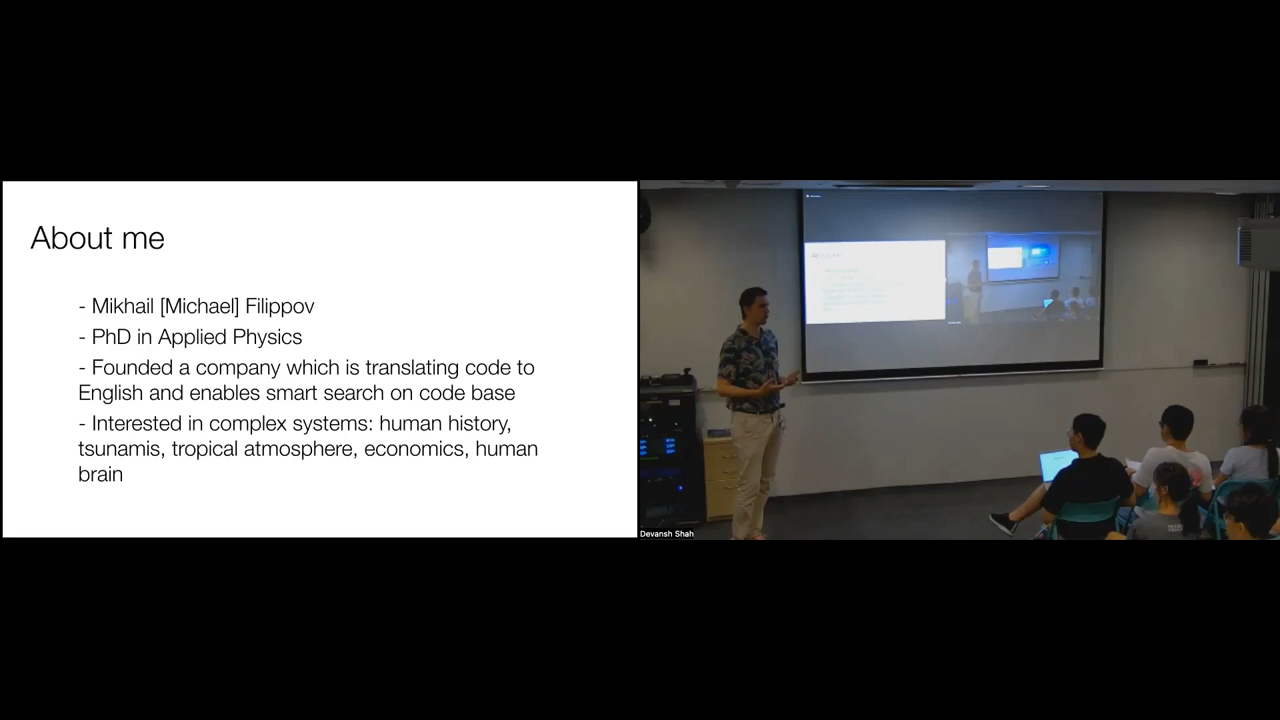 About me
- Mikhail [Michael] Filippov
- PhD in Applied Physics
- Founded a company which is translating code to
English and enables smart search on code base
- Interested in complex systems: human history,
tsunamis, tropical atmosphere, economics, human
brain
Devansh Shah